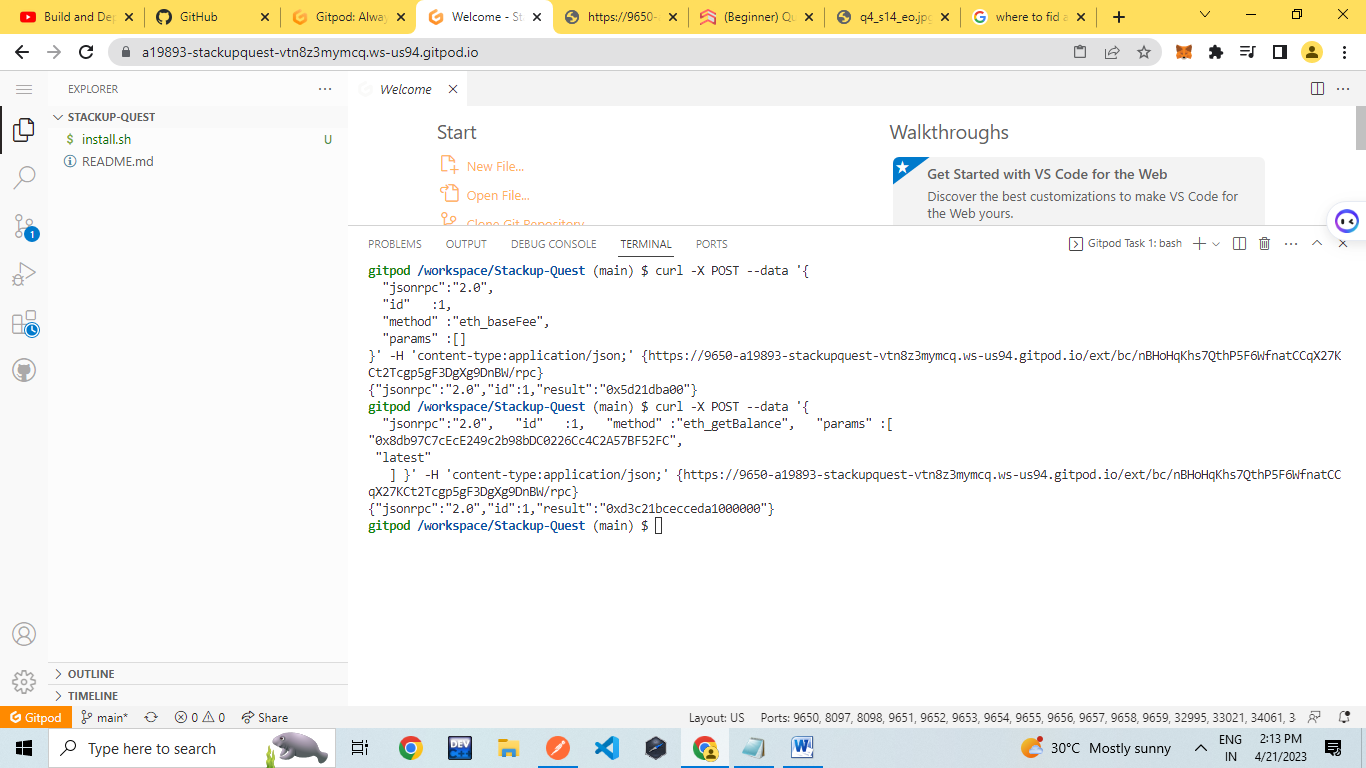 Build and Dep
GitHub
Gitpod: Alway
Welcome - St
https://9650-a
(Beginner) Qu
q4_s14_eo.jpg
where to fid a
a19893-stackupquest-vtn8z3mymcq.ws-us94.gitpod.io
EXPLORER
STACKUP-QUEST
$ install.sh U
README.md
OUTLINE
TIMELINE
1
Welcome
Start
New File...
Open File...
Clone Git Repository
Walkthroughs
Get Started with VS Code for the Web
Discover the best customizations to make VS Code for
the Web yours.
PROBLEMS OUTPUT DEBUG CONSOLE TERMINAL PORTS
Gitpod Task 1: bash
gitpod /workspace/Stackup-Quest (main) $ curl -X POST --data '{
"jsonrpc":"2.0",
"id" :1,
"method" :"eth_baseFee",
"params" :[]
}' -H 'content-type:application/json;' {https://9650-a19893-stackupquest-vtn8z3mymcq.ws-us94.gitpod.io/ext/bc/nBHoHqKhs7QthP5F6WfnatCCqX27K
Ct2Tcgp5gF3DgXg9DnBW/rpc}
{"jsonrpc":"2.0","id":1,"result":"0x5d21dba00"}
gitpod /workspace/Stackup-Quest (main) $ curl -X POST --data '{
"jsonrpc":"2.0", "id" :1, "method" :"eth_getBalance", "params" :[
"0x8db97C7cEcE249c2b98bDC0226Cc4C2A57BF52FC",
"latest"
] }' -H 'content-type:application/json;' {https://9650-a19893-stackupquest-vtn8z3mymcq.ws-us94.gitpod.io/ext/bc/nBHoHqKhs7QthP5F6WfnatCC
qX27KCt2Tcgp5gF3DgXg9DnBW/rpc}
{"jsonrpc":"2.0","id":1,"result":"0xd3c21bcecceda1000000"}
gitpod /workspace/Stackup-Quest (main) $
Gitpod main* 0 0 Share
Layout: US Ports: 9650, 8097, 8098, 9651, 9652, 9653, 9654, 9655, 9656, 9657, 9658, 9659, 32995, 33021, 34061, 3
Type here to search
DEV
30°C Mostly sunny
ENG
IN
2:13 PM
4/21/2023